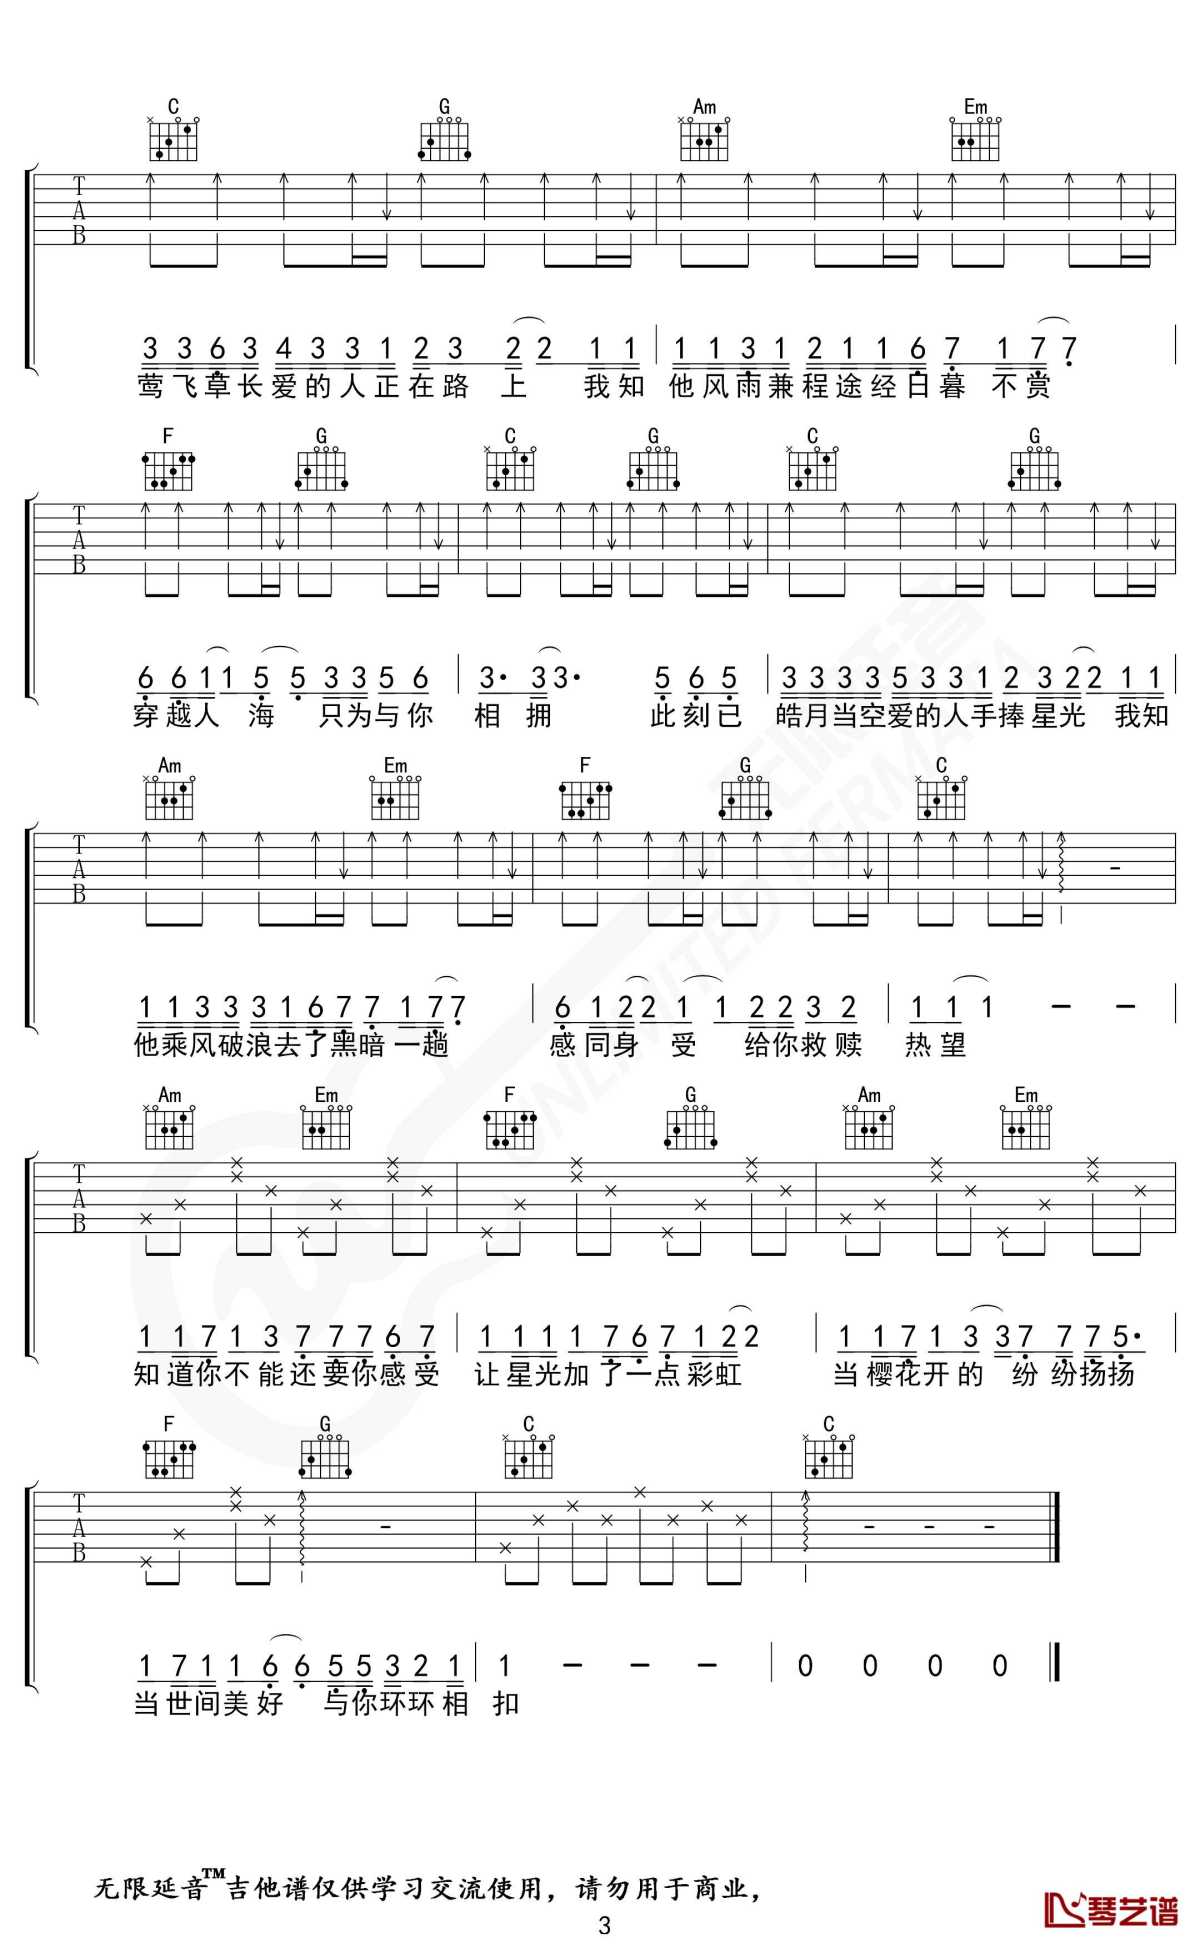 C G Am Em
T
A
B
3 3 6 3 4 3 3 1 2 3 2 2 1 1 1 1 3 1 2 1 1 6 7 1 7 7
莺飞草长爱的人正在路 上 我知 他风雨兼程途经日暮 不赏
F G C G C G
T
A
B
6 6 1 1 5 5 3 3 5 6 3· 3 3· 5 6 5 3 3 3 3 5 3 3 1 2 3 2 2 1 1
穿越人 海 只为与你 相 拥 此刻已 皓月当空爱的人手捧星光 我知
Am Em F G C
T
A
B
-
1 1 3 3 3 1 6 7 7 1 7 7 6 1 2 2 1 1 2 2 3 2 1 1 1 - -
他乘风破浪去了黑暗一趟 感同身 受 给你救赎 热望
Am Em F G Am Em
T
A
B
1 1 7 1 3 7 7 7 6 7 1 1 1 1 7 6 7 1 2 2 1 1 7 1 3 3 7 7 7 5·
知道你不能还要你感受 让星光加了一点彩虹 当樱花开的 纷 纷扬扬
F G C C
T
A
B
- - - -
1 7 1 1 6 6 5 5 3 2 1 1 - - - 0 0 0 0
当世间美好 与你环环相 扣
无限延音 UNLIMITED FERMATA
无限延音™吉他谱仅供学习交流使用，请勿用于商业，
3
琴艺谱